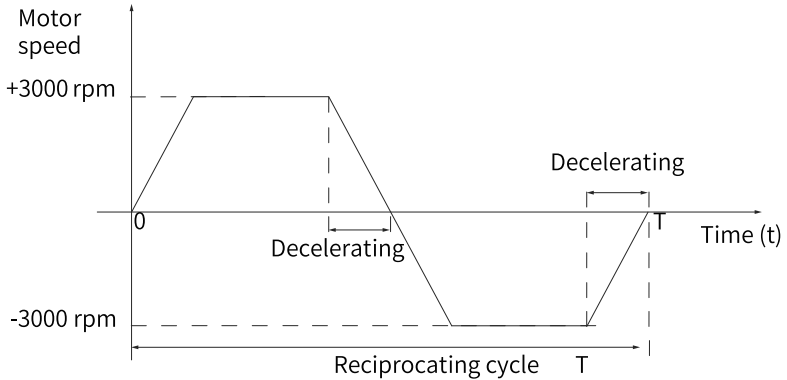 Motor
speed
+3000 rpm
Decelerating
0
T
Time (t)
Decelerating
-3000 rpm
Reciprocating cycle T